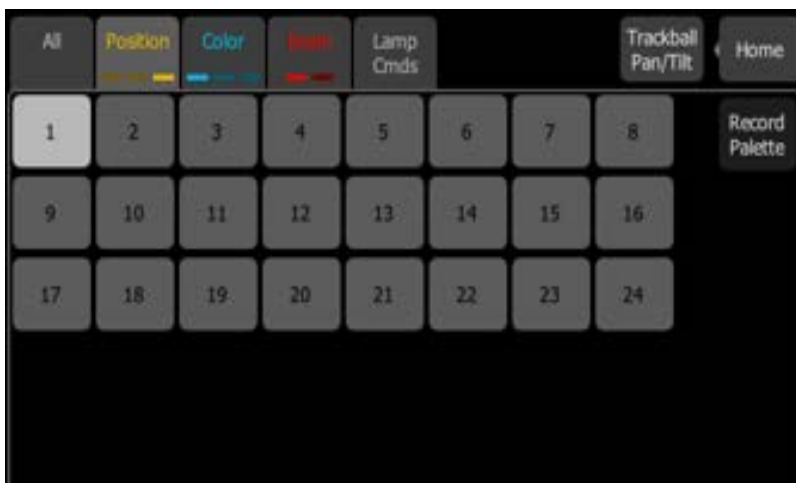 All
Position
Color
Beam
Lamp
Cmds
Trackball
Pan/Tilt
Home
1 2 3 4 5 6 7 8
Record
Palette
9 10 11 12 13 14 15 16
17 18 19 20 21 22 23 24